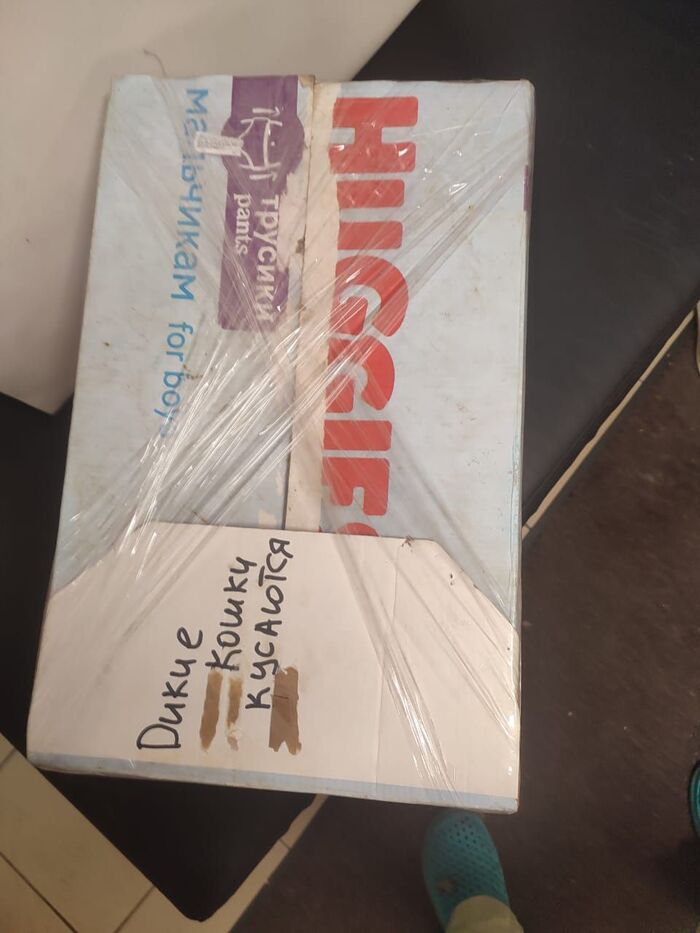 HUGGIES
трусики
pants
мальчикам for boys
Дикие
кошки
кусаются